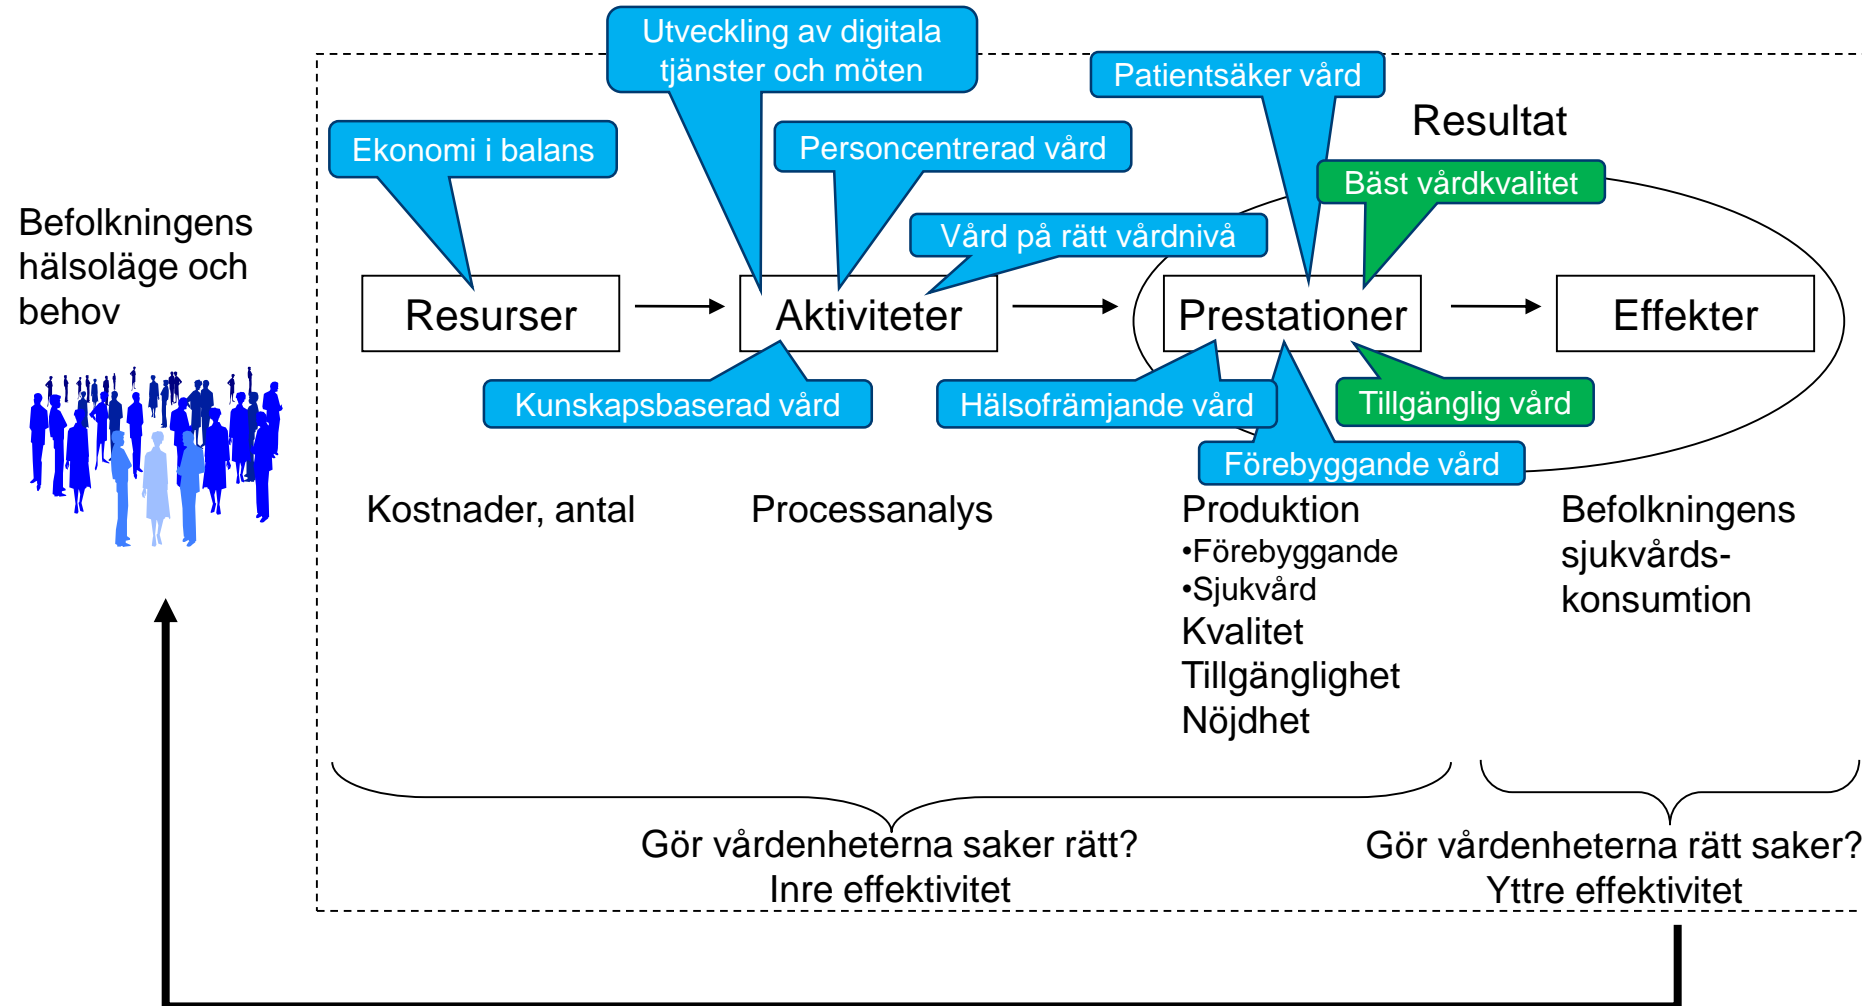 Utveckling av digitala
tjänster och möten
Patientsäker vård
Resultat
Ekonomi i balans
Personcentrerad vård
Bäst vårdkvalitet
Vård på rätt vårdnivå
Befolkningens
hälsoläge och
behov
Resurser
Aktiviteter
Prestationer
Effekter
Kunskapsbaserad vård
Hälsofrämjande vård
Tillgänglig vård
Förebyggande vård
Kostnader, antal
Processanalys
Produktion
•Förebyggande
•Sjukvård
Kvalitet
Tillgänglighet
Nöjdhet
Befolkningens
sjukvårds-
konsumtion
Gör vårdenheterna saker rätt?
Inre effektivitet
Gör vårdenheterna rätt saker?
Yttre effektivitet